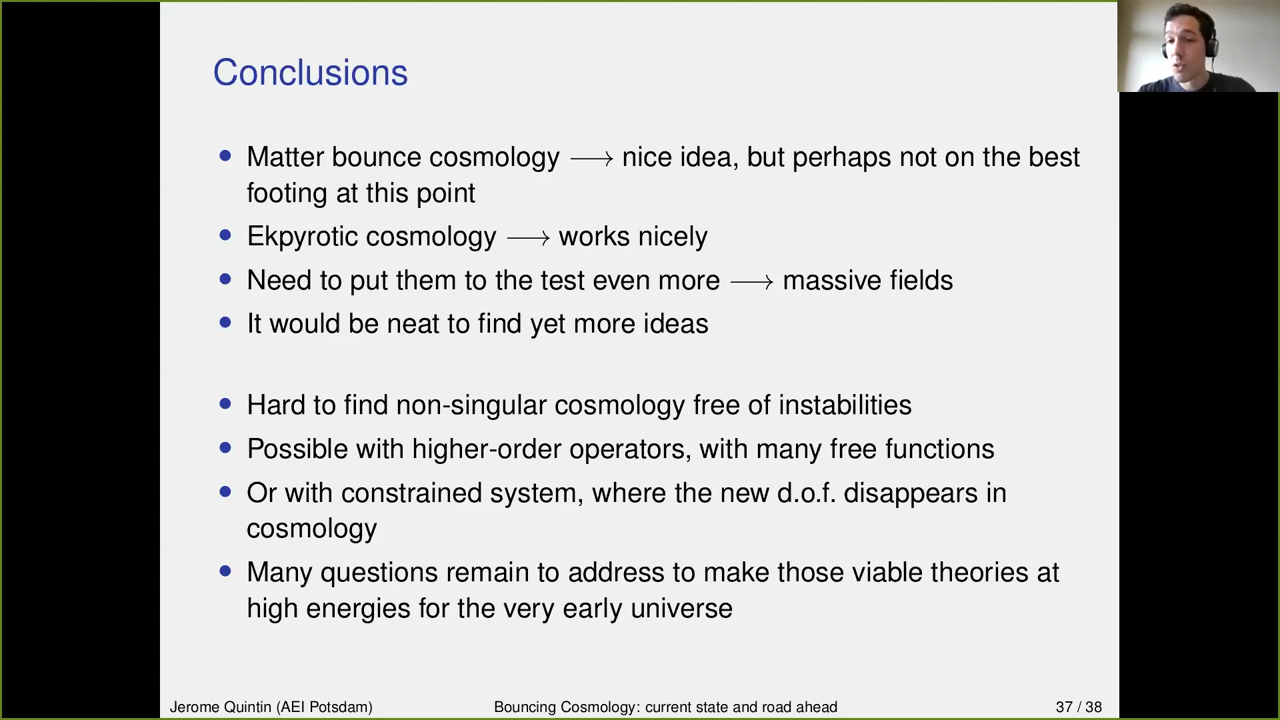 Conclusions
• Matter bounce cosmology ⟶ nice idea, but perhaps not on the best
footing at this point
• Ekpyrotic cosmology ⟶ works nicely
• Need to put them to the test even more ⟶ massive fields
• It would be neat to find yet more ideas
• Hard to find non-singular cosmology free of instabilities
• Possible with higher-order operators, with many free functions
• Or with constrained system, where the new d.o.f. disappears in
cosmology
• Many questions remain to address to make those viable theories at
high energies for the very early universe
Jerome Quintin (AEI Potsdam) Bouncing Cosmology: current state and road ahead 37 / 38